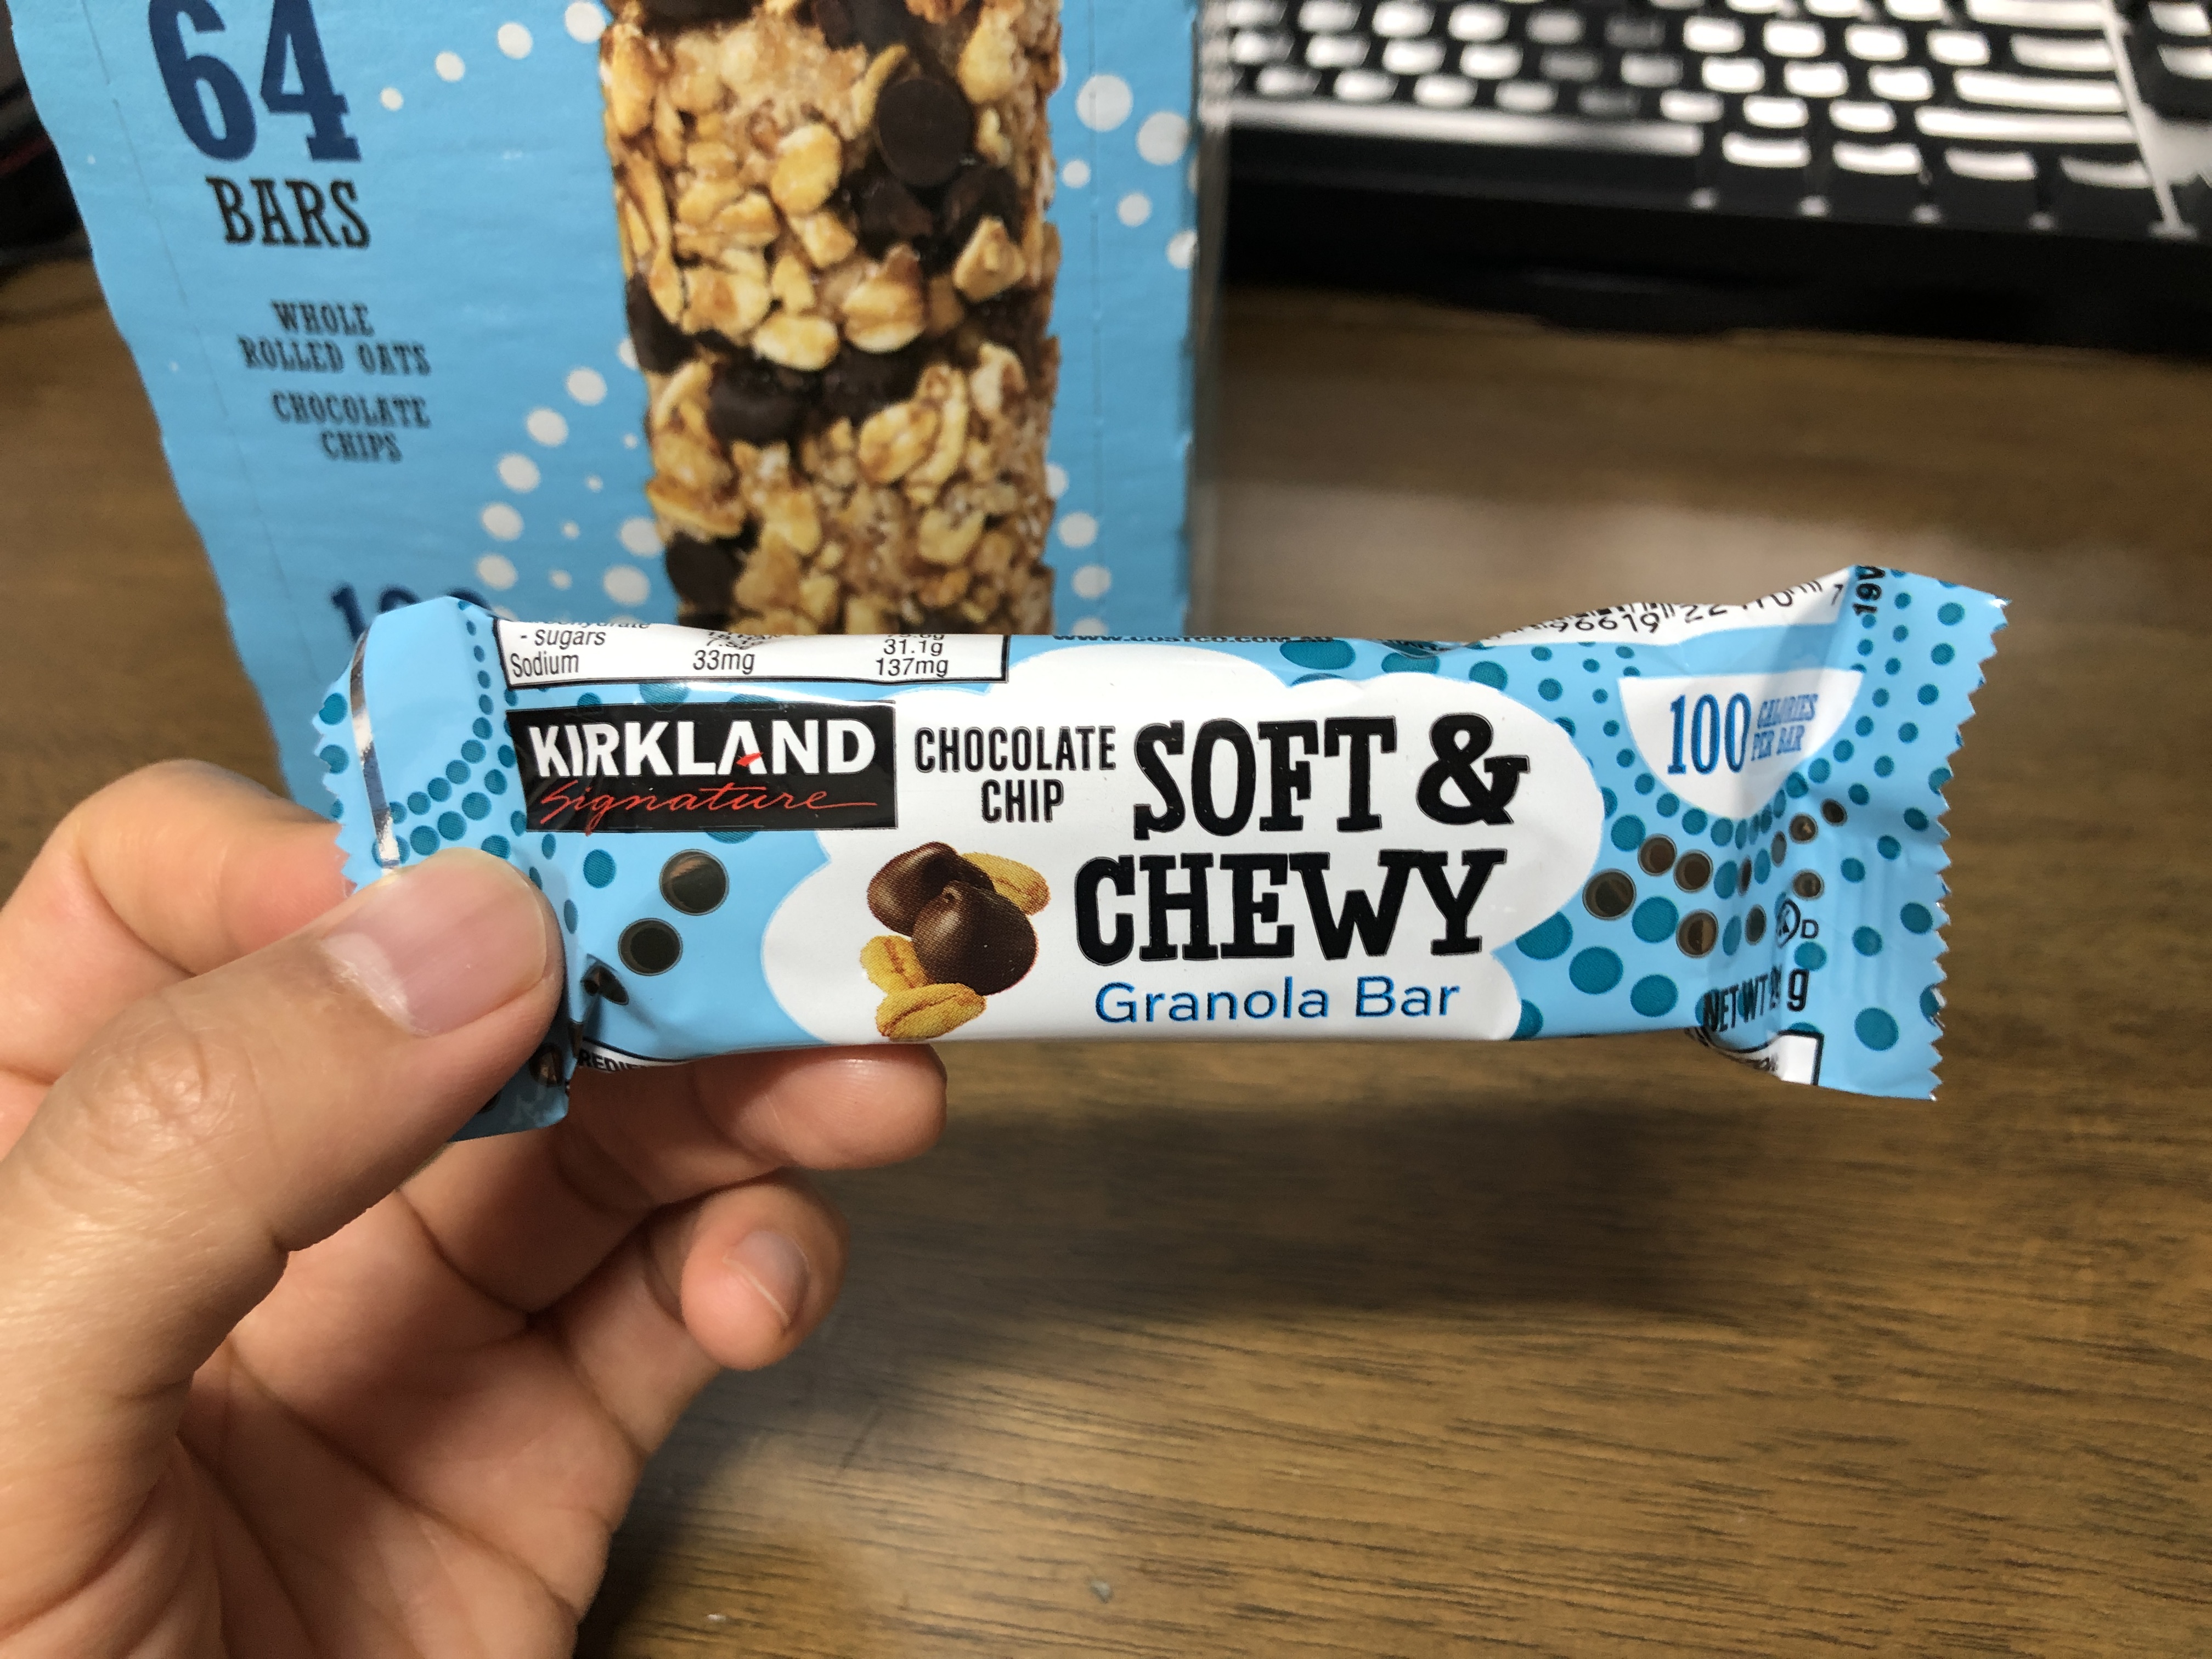 64
BARS
WHOLE
ROLLED OATS
CHOCOLATE
CHIPS
- sugars 31.1g
Sodium 33mg 137mg
KIRKLAND
Signature
CHOCOLATE
CHIP
SOFT &
CHEWY
Granola Bar
100 CALORIES
PER BAR
K D
NET WT g